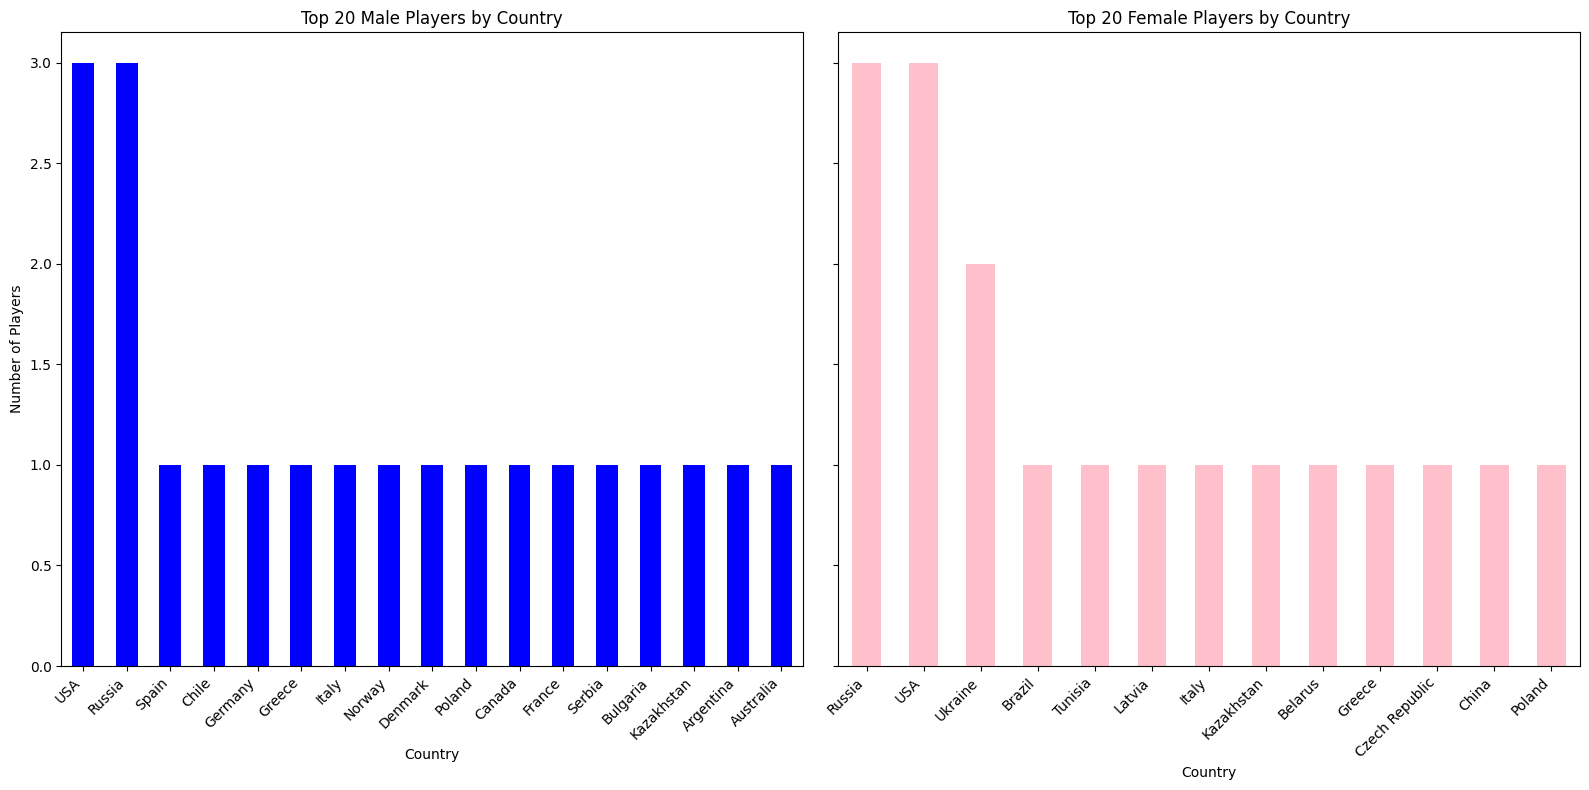 Top 20 Male Players by Country
Number of Players
3.0
2.5
2.0
1.5
1.0
0.5
0.0
USA
Russia
Spain
Chile
Germany
Greece
Italy
Norway
Denmark
Poland
Canada
France
Serbia
Bulgaria
Kazakhstan
Argentina
Australia
Country
Top 20 Female Players by Country
Russia
USA
Ukraine
Brazil
Tunisia
Latvia
Italy
Kazakhstan
Belarus
Greece
Czech Republic
China
Poland
Country